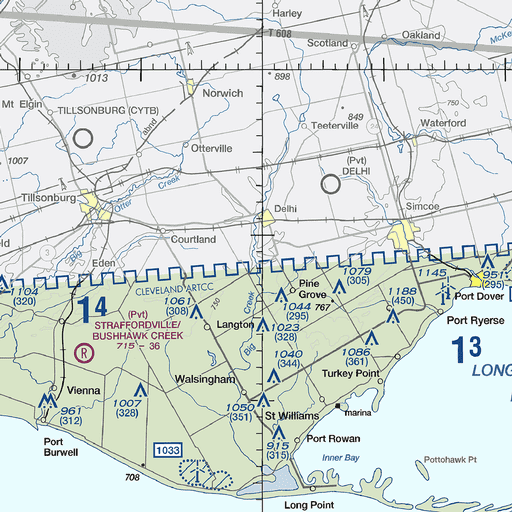 Harley
T 608
Oakland
Scotland
McKe
1013
898
Norwich
Mt Elgin
TILLSONBURG (CYTB)
849
750
Teeterville
Waterford
abnd
1007
Otterville
(Pvt)
DELHI
Tillsonburg
Otter
Creek
Delhi
Simcoe
Courtland
3
Big
Eden
1104
(320)
CLEVELAND ARTCC
1079
(305)
1145
951
(295)
14
1061
(308)
750
Creek
Pine
Grove
1044
(295)
767
1188
(450)
Port Dover
(Pvt)
STRAFFORDVILLE/
BUSHHAWK CREEK
715 - 36
R
Langton
1023
(328)
Big
Port Ryerse
1086
(361)
13
LONG
1040
(344)
Turkey Point
Walsingham
Vienna
961
(312)
1007
(328)
1050
(351)
St Williams
marina
915
(315)
Port Rowan
Port
Burwell
1033
708
Inner Bay
Pottohawk Pt
Long Point